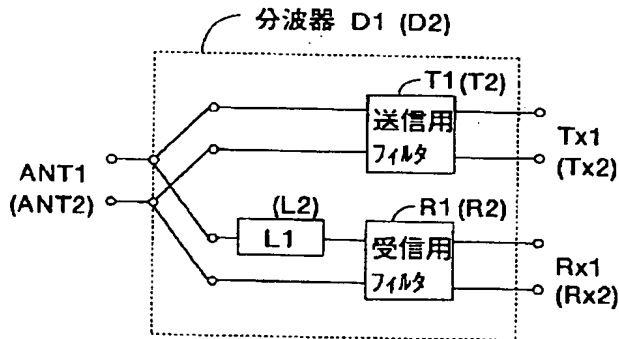 分波器 D1 (D2)
T1(T2)
送信用
フィルタ
Tx1
(Tx2)
ANT1
(ANT2)
(L2)
L1
R1(R2)
受信用
フィルタ
Rx1
(Rx2)